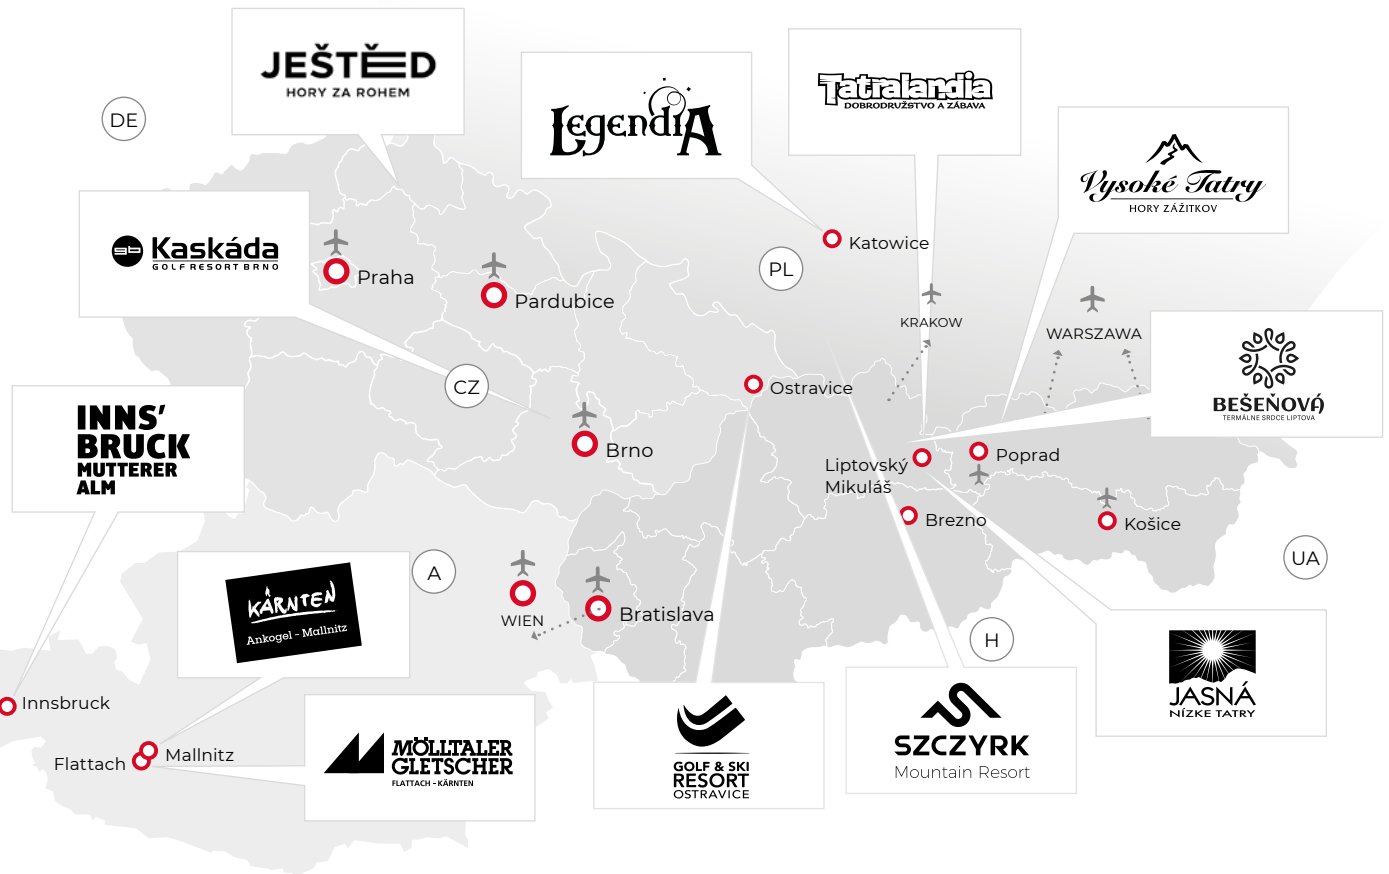 JEŠTĚD
HORY ZA ROHEM
LegendiA
Tatralandia
DOBRODRUŽSTVO A ZÁBAVA
DE
Vysoké Tatry
HORY ZÁŽITKOV
Kaskáda
GOLF RESORT BRNO
Praha
Pardubice
PL
Katowice
KRAKOW
WARSZAWA
BEŠEŇOVÁ
TERMÁLNE SRDCE LIPTOVA
CZ
Ostravice
INNS'
BRUCK
MUTTERER
ALM
Brno
Liptovský
Mikuláš
Poprad
Brezno
Košice
UA
A
KÄRNTEN
Ankogel - Mallnitz
WIEN
Bratislava
H
JASNÁ
NÍZKE TATRY
Innsbruck
Flattach
Mallnitz
MÖLLTALER
GLETSCHER
FLATTACH - KÄRNTEN
GOLF & SKI
RESORT
OSTRAVICE
SZCZYRK
Mountain Resort